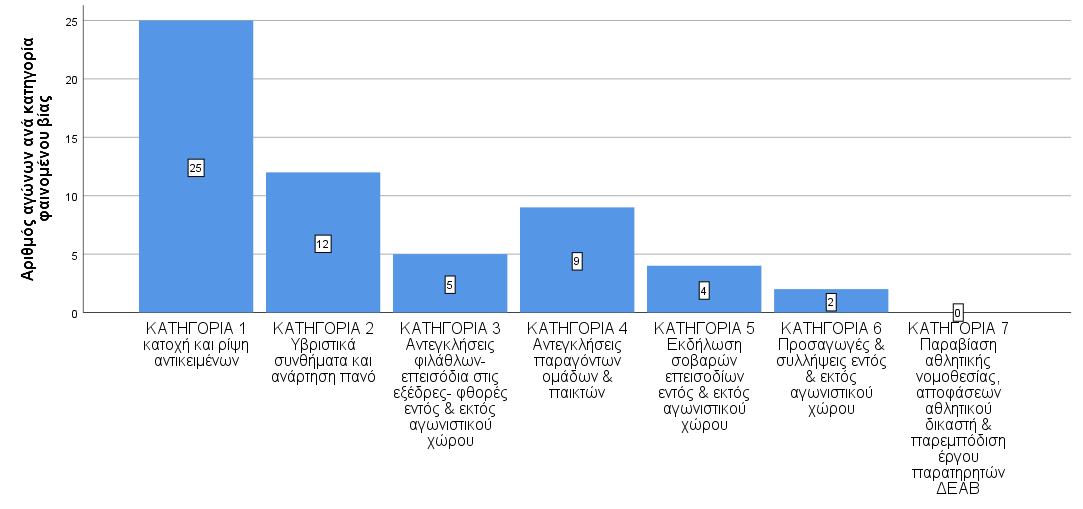 Αριθμός αγώνων ανά κατηγορία
φαινομένου βίας
25
20
15
10
5
0
25
12
5
9
4
2
0
ΚΑΤΗΓΟΡΙΑ 1
κατοχή και ρίψη
αντικειμένων
ΚΑΤΗΓΟΡΙΑ 2
Υβριστικά
συνθήματα και
ανάρτηση πανό
ΚΑΤΗΓΟΡΙΑ 3
Αντεγκλήσεις
φιλάθλων-
επεισόδια στις
εξέδρες- φθορές
εντός & εκτός
αγωνιστικού
χώρου
ΚΑΤΗΓΟΡΙΑ 4
Αντεγκλήσεις
παραγόντων
ομάδων &
παικτών
ΚΑΤΗΓΟΡΙΑ 5
Εκδήλωση
σοβαρών
επεισοδίων
εντός & εκτός
αγωνιστικού
χώρου
ΚΑΤΗΓΟΡΙΑ 6
Προσαγωγές &
συλλήψεις εντός
& εκτός
αγωνιστικού
χώρου
ΚΑΤΗΓΟΡΙΑ 7
Παραβίαση
αθλητικής
νομοθεσίας,
αποφάσεων
αθλητικού
δικαστή &
παρεμπόδιση
έργου
παρατηρητών
ΔΕΑΒ